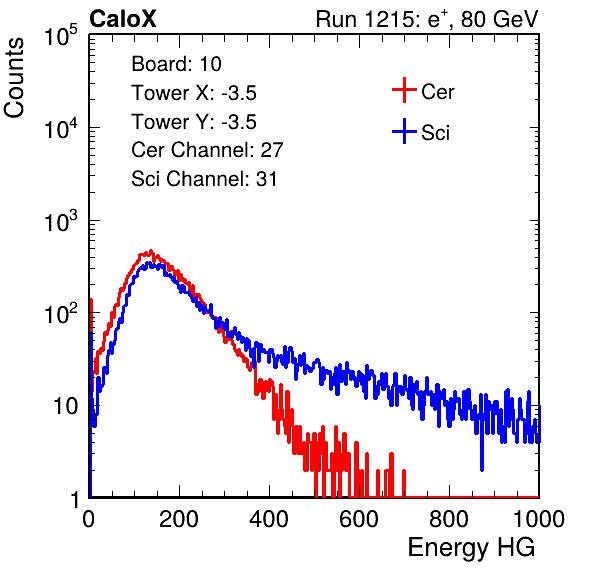 CaloX Run 1215: e⁺, 80 GeV
Counts
Board: 10
Tower X: -3.5
Tower Y: -3.5
Cer Channel: 27
Sci Channel: 31
Cer
Sci
10⁵
10⁴
10³
10²
10
1
0 200 400 600 800 1000
Energy HG